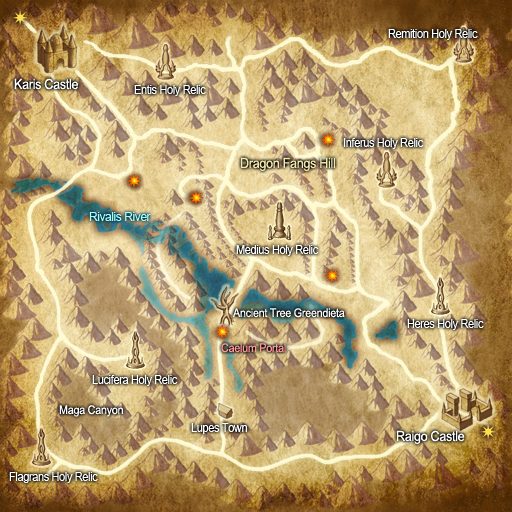 Remition Holy Relic
Karis Castle
Entis Holy Relic
Inferus Holy Relic
Dragon Fangs Hill
Rivalis River
Medius Holy Relic
Ancient Tree Greendieta
Heres Holy Relic
Caelum Porta
Lucifera Holy Relic
Maga Canyon
Lupes Town
Raigo Castle
Flagrans Holy Relic